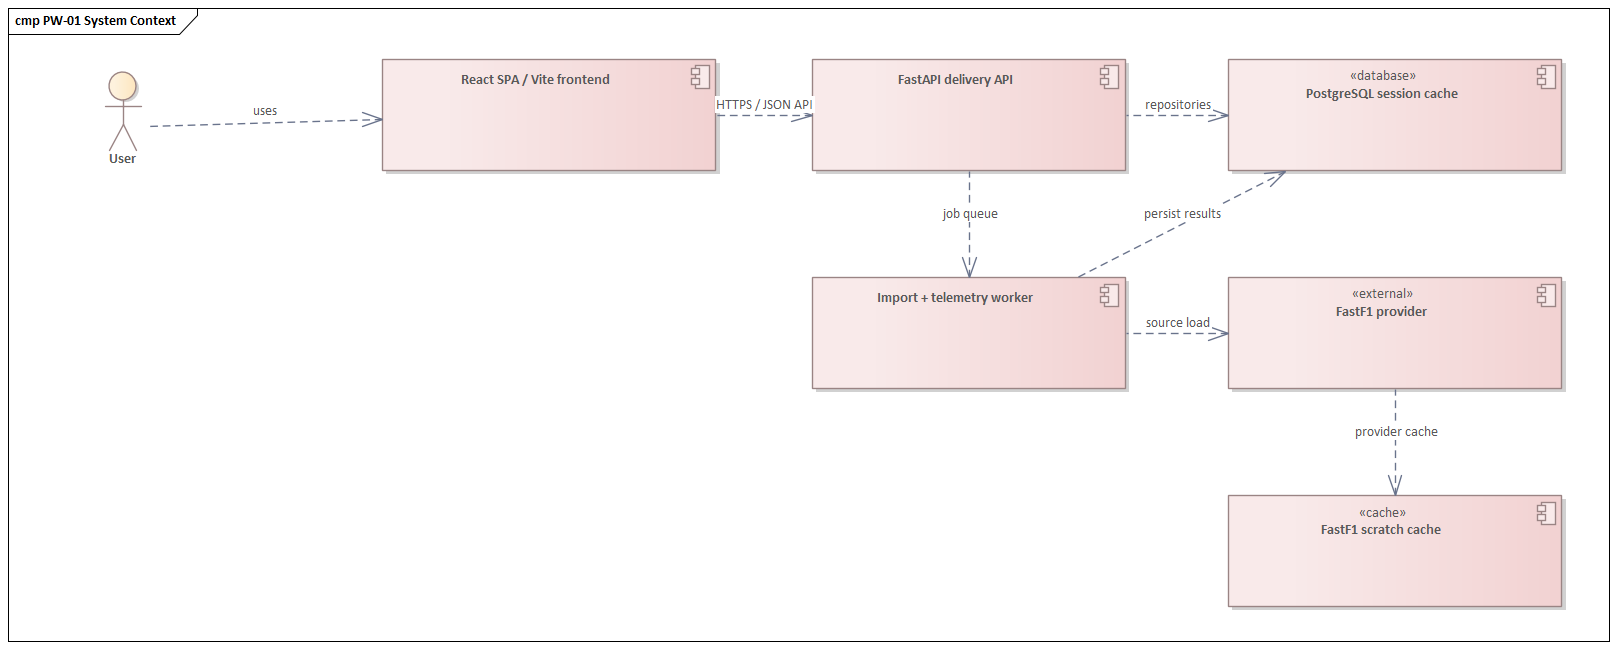 cmp PW-01 System Context
User
uses
React SPA / Vite frontend
HTTPS / JSON API
FastAPI delivery API
repositories
«database»
PostgreSQL session cache
job queue
persist results
Import + telemetry worker
source load
«external»
FastF1 provider
provider cache
«cache»
FastF1 scratch cache